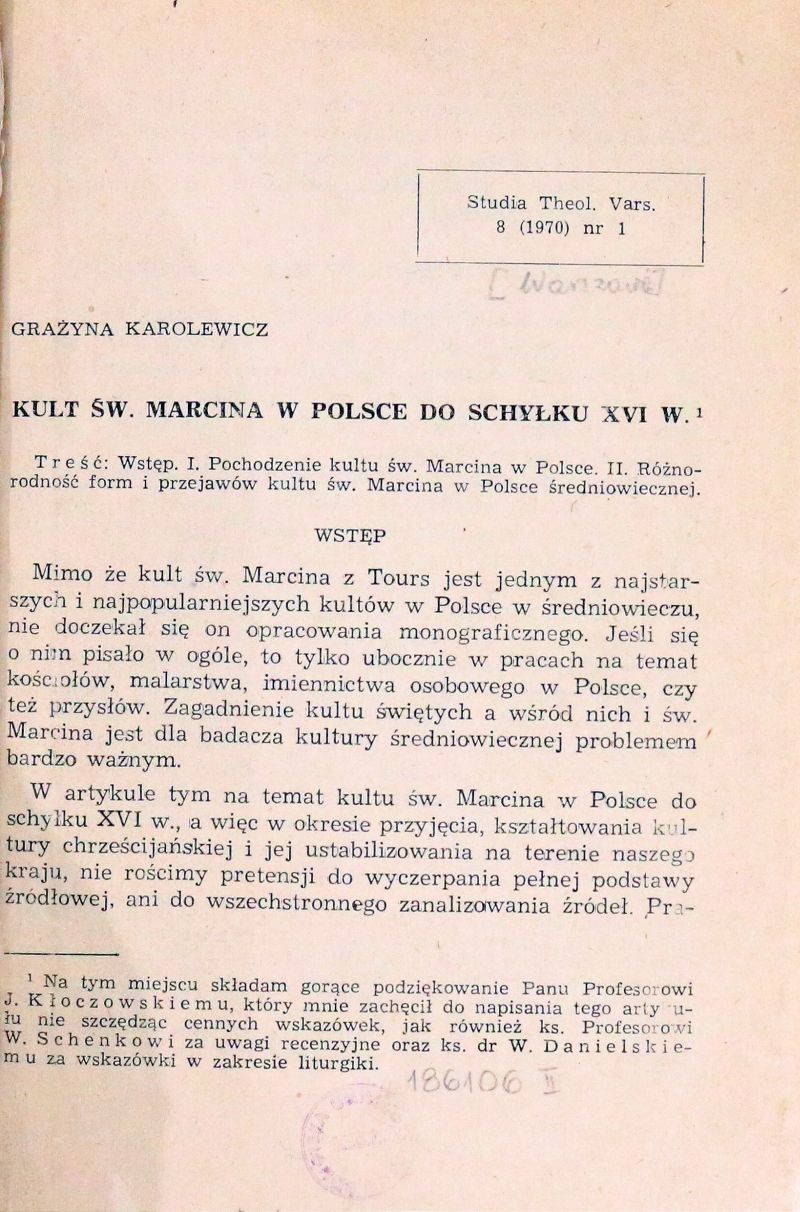 Studia Theol. Vars.
8 (1970) nr 1
GRAŻYNA KAROLEWICZ
KULT ŚW. MARCINA W POLSCE DO SCHYŁKU XVI W. ¹
Treść: Wstęp. I. Pochodzenie kultu św. Marcina w Polsce. II. Różno-
rodność form i przejawów kultu św. Marcina w Polsce średniowiecznej.
WSTĘP
Mimo że kult św. Marcina z Tours jest jednym z najstar-
szych i najpopularniejszych kultów w Polsce w średniowieczu,
nie doczekał się on opracowania monograficznego. Jeśli się
o nim pisało w ogóle, to tylko ubocznie w pracach na temat
kościołów, malarstwa, imiennictwa osobowego w Polsce, czy
też przysłów. Zagadnienie kultu świętych a wśród nich i św.
Marcina jest dla badacza kultury średniowiecznej problemem
bardzo ważnym.
W artykule tym na temat kultu św. Marcina w Polsce do
schyłku XVI w., a więc w okresie przyjęcia, kształtowania kul-
tury chrześcijańskiej i jej ustabilizowania na terenie naszego
kraju, nie rościmy pretensji do wyczerpania pełnej podstawy
źródłowej, ani do wszechstronnego zanalizowania źródeł. Pra-
¹ Na tym miejscu składam gorące podziękowanie Panu Profesorowi
J. Kłoczowskiemu, który mnie zachęcił do napisania tego artyku-
łu nie szczędząc cennych wskazówek, jak również ks. Profesorowi
W. Schenkowi za uwagi recenzyjne oraz ks. dr W. Danielskie-
mu za wskazówki w zakresie liturgiki.
186106 II